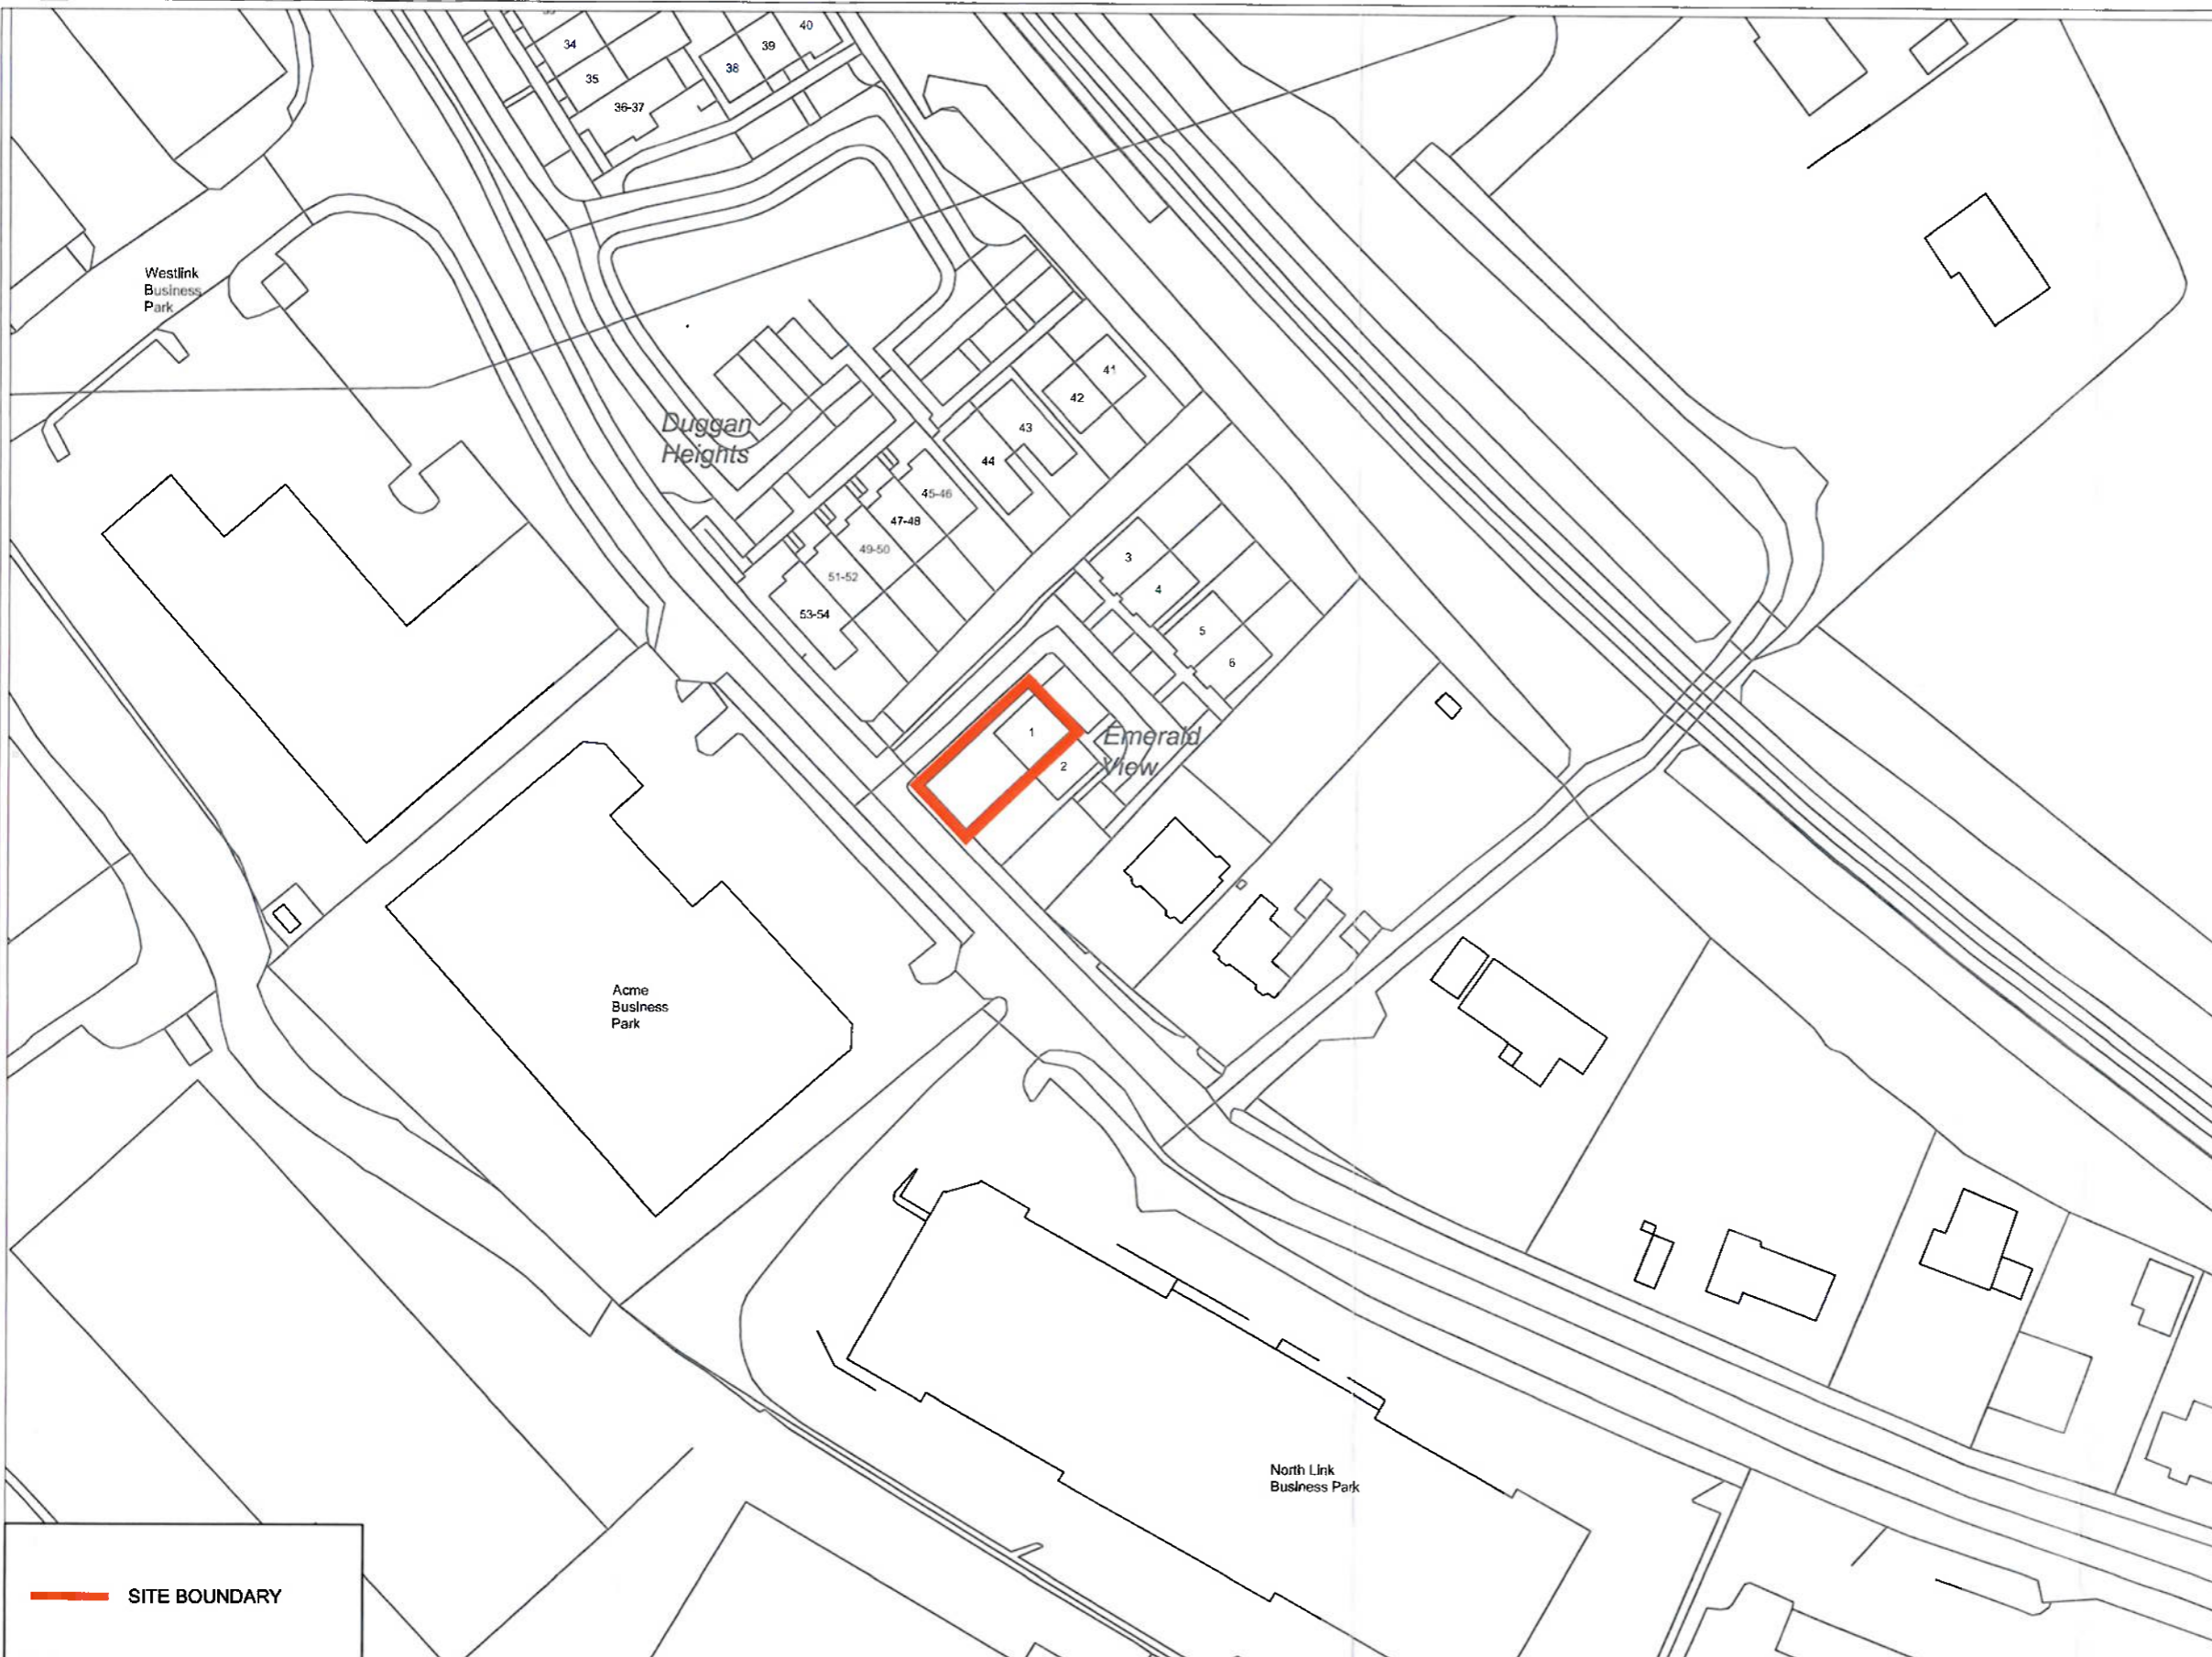 40
39
34
38
35
36-37
Westlink
Business
Park
41
42
Duggan
Heights
43
44
45-46
47-48
49-50
51-52
53-54
3
4
5
6
1
2
Emerald
View
Acme
Business
Park
North Link
Business Park
SITE BOUNDARY